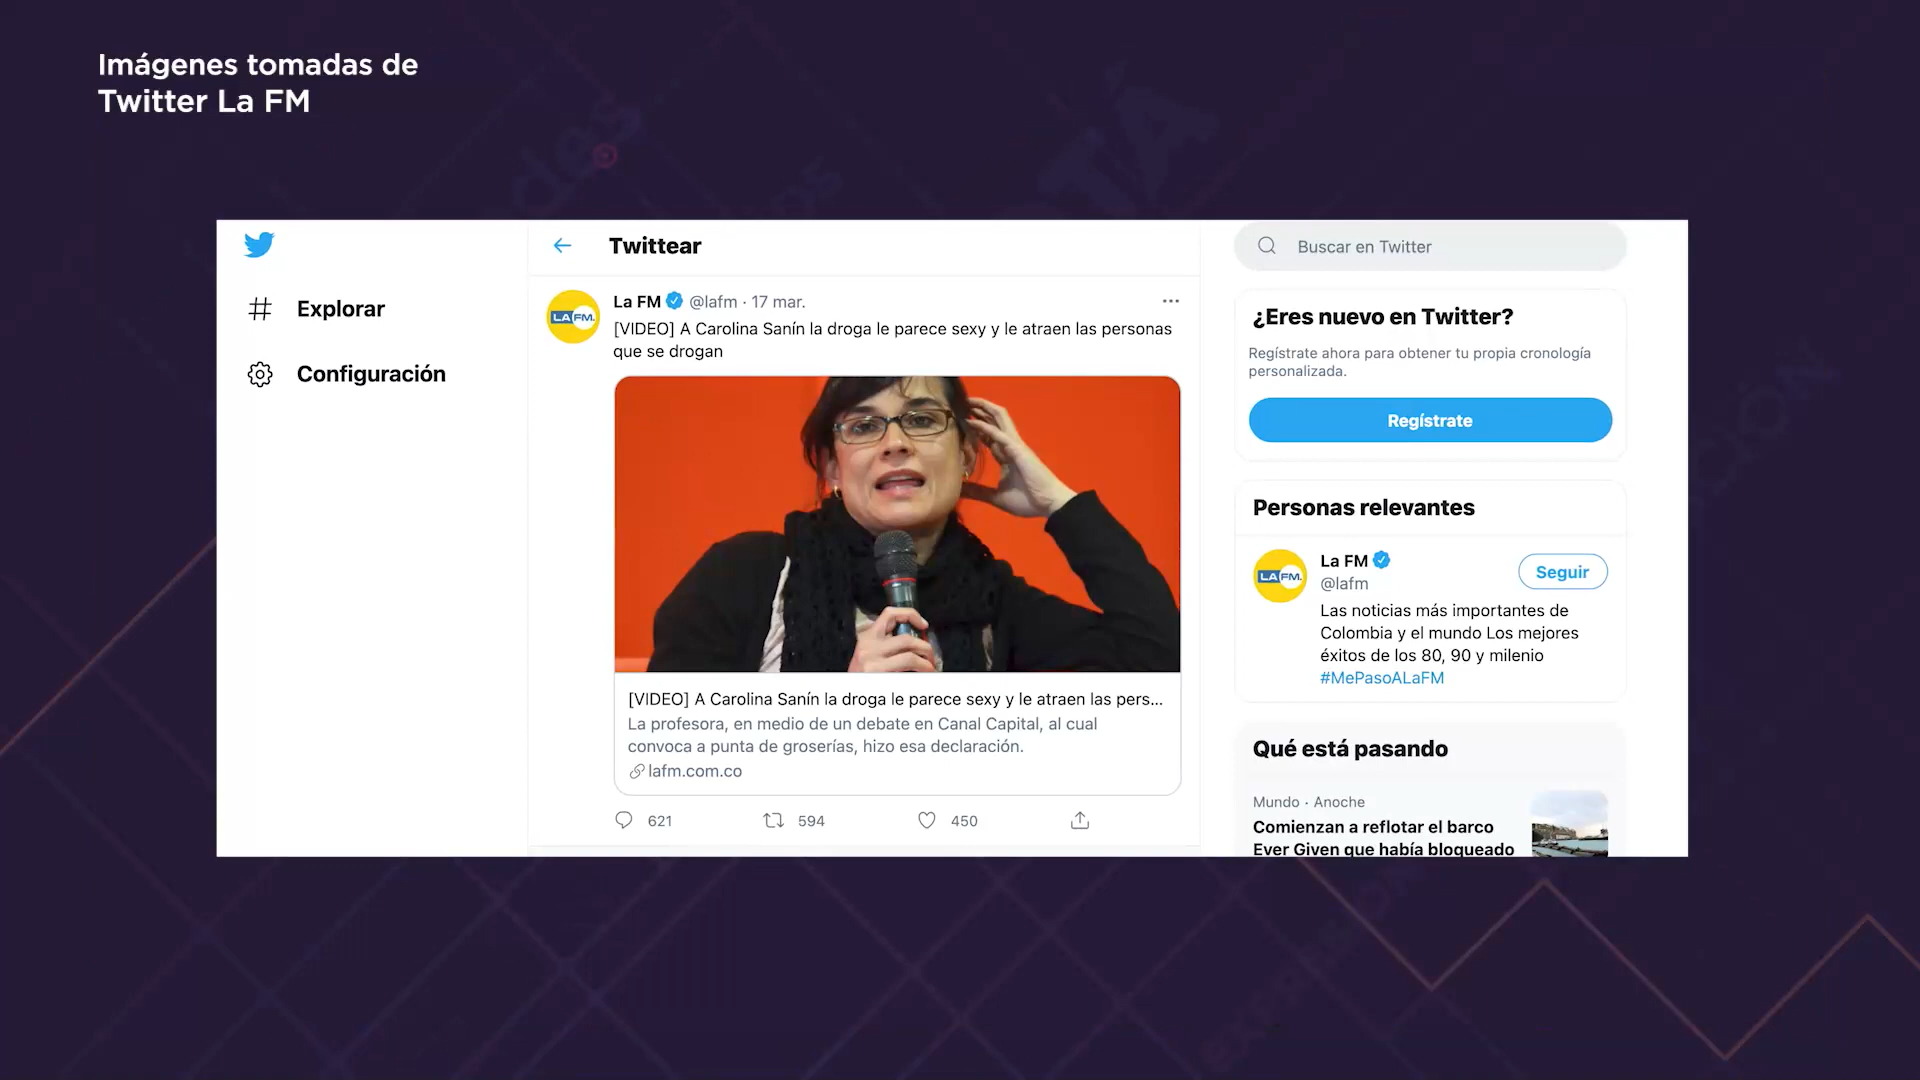 Imágenes tomadas de
Twitter La FM
Explorar
Configuración
Twittear
LA FM.
La FM @lafm · 17 mar.
[VIDEO] A Carolina Sanín la droga le parece sexy y le atraen las personas
que se drogan
[VIDEO] A Carolina Sanín la droga le parece sexy y le atraen las pers...
La profesora, en medio de un debate en Canal Capital, al cual
convoca a punta de groserías, hizo esa declaración.
lafm.com.co
621 594 450
Buscar en Twitter
¿Eres nuevo en Twitter?
Regístrate ahora para obtener tu propia cronología
personalizada.
Regístrate
Personas relevantes
LA FM.
La FM
@lafm
Seguir
Las noticias más importantes de
Colombia y el mundo Los mejores
éxitos de los 80, 90 y milenio
#MePasoALaFM
Qué está pasando
Mundo · Anoche
Comienzan a reflotar el barco
Ever Given que había bloqueado